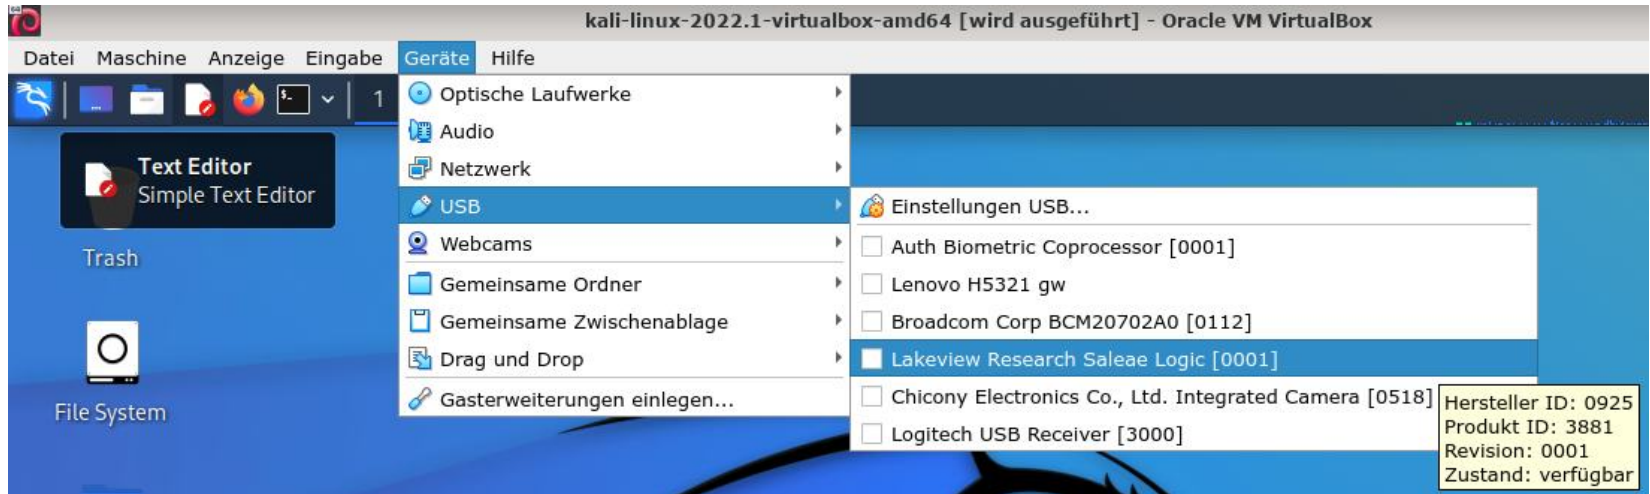 kali-linux-2022.1-virtualbox-amd64 [wird ausgeführt] - Oracle VM VirtualBox
Datei Maschine Anzeige Eingabe Geräte Hilfe
1
Optische Laufwerke
Audio
Netzwerk
USB
Webcams
Gemeinsame Ordner
Gemeinsame Zwischenablage
Drag und Drop
Gasterweiterungen einlegen...
Einstellungen USB...
Auth Biometric Coprocessor [0001]
Lenovo H5321 gw
Broadcom Corp BCM20702A0 [0112]
Lakeview Research Saleae Logic [0001]
Chicony Electronics Co., Ltd. Integrated Camera [0518]
Logitech USB Receiver [3000]
Hersteller ID: 0925
Produkt ID: 3881
Revision: 0001
Zustand: verfügbar
Text Editor
Simple Text Editor
Trash
File System